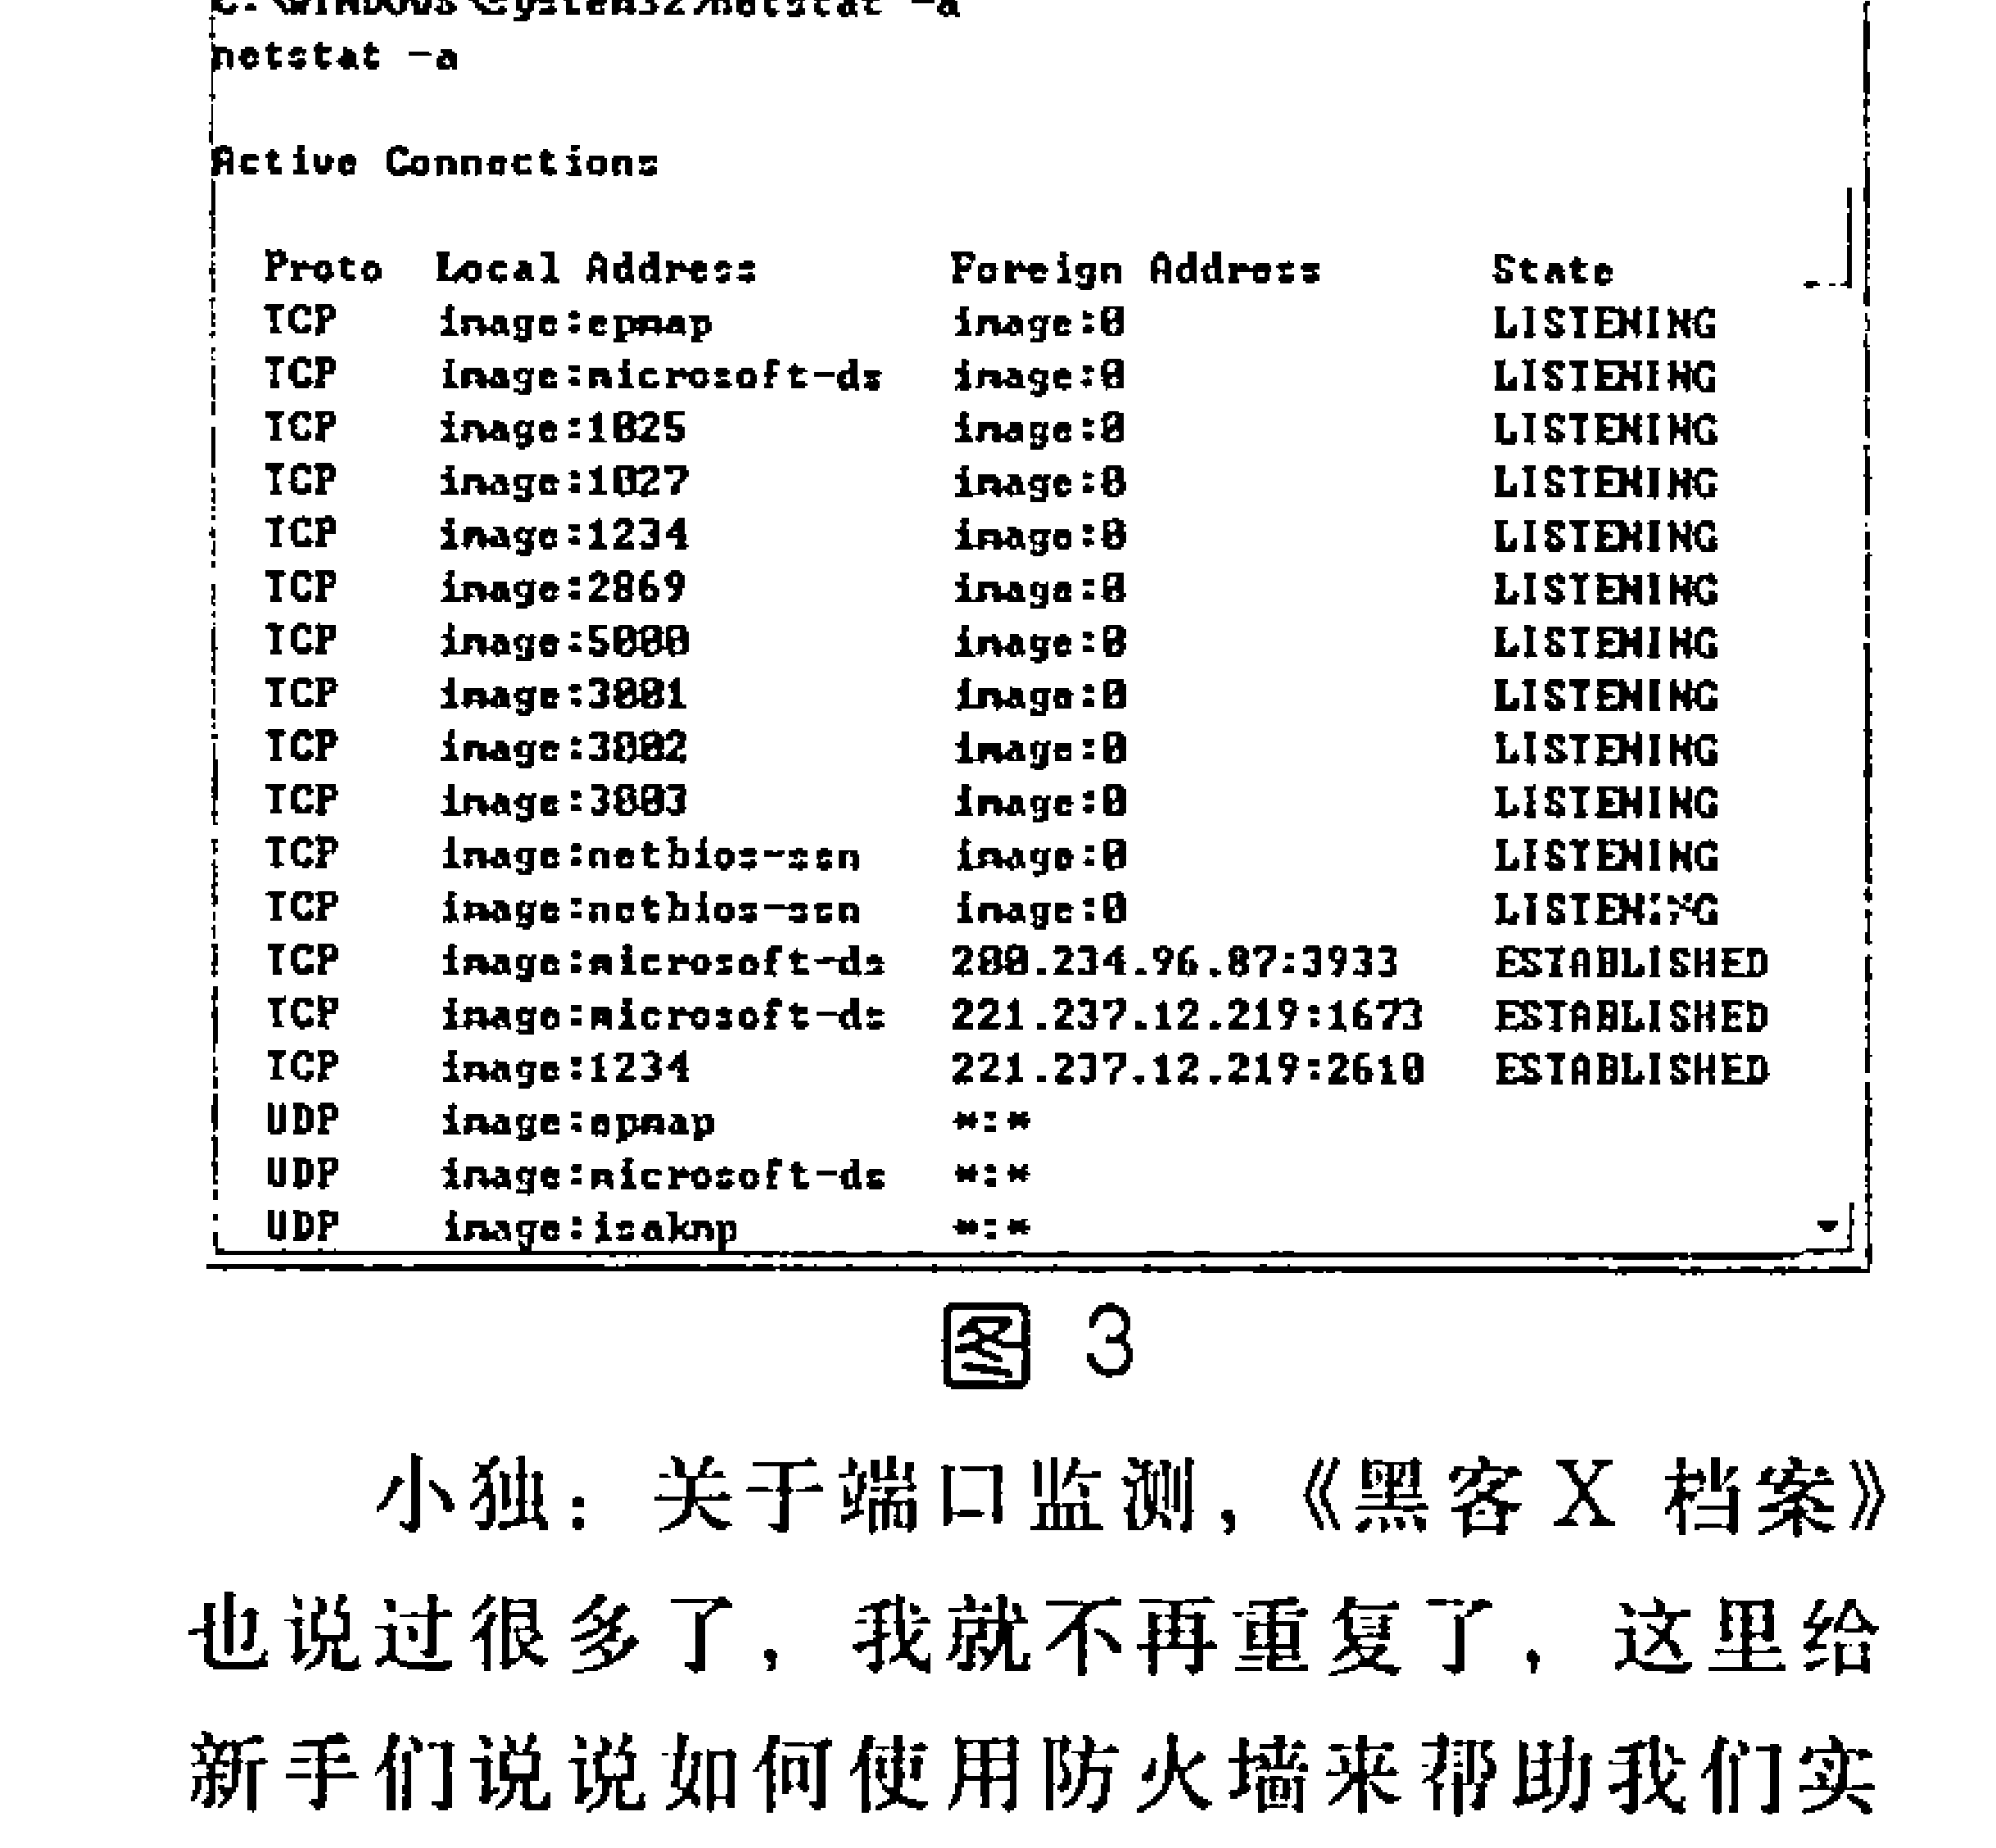 C:\WINDOWS\System32>netstat -a
netstat -a
Active Connections
Proto Local Address Foreign Address State
TCP image:epmap image:0 LISTENING
TCP image:microsoft-ds image:0 LISTENING
TCP image:1025 image:0 LISTENING
TCP image:1027 image:0 LISTENING
TCP image:1234 image:0 LISTENING
TCP image:2869 image:0 LISTENING
TCP image:5000 image:0 LISTENING
TCP image:3001 image:0 LISTENING
TCP image:3002 image:0 LISTENING
TCP image:3003 image:0 LISTENING
TCP image:netbios-ssn image:0 LISTENING
TCP image:netbios-ssn image:0 LISTENING
TCP image:microsoft-ds 200.234.96.87:3933 ESTABLISHED
TCP image:microsoft-ds 221.237.12.219:1673 ESTABLISHED
TCP image:1234 221.237.12.219:2610 ESTABLISHED
UDP image:epmap *:*
UDP image:microsoft-ds *:*
UDP image:isakmp *:*
图 3
小独：关于端口监测，《黑客X 档案》
也说过很多了，我就不再重复了，这里给
新手们说说如何使用防火墙来帮助我们实